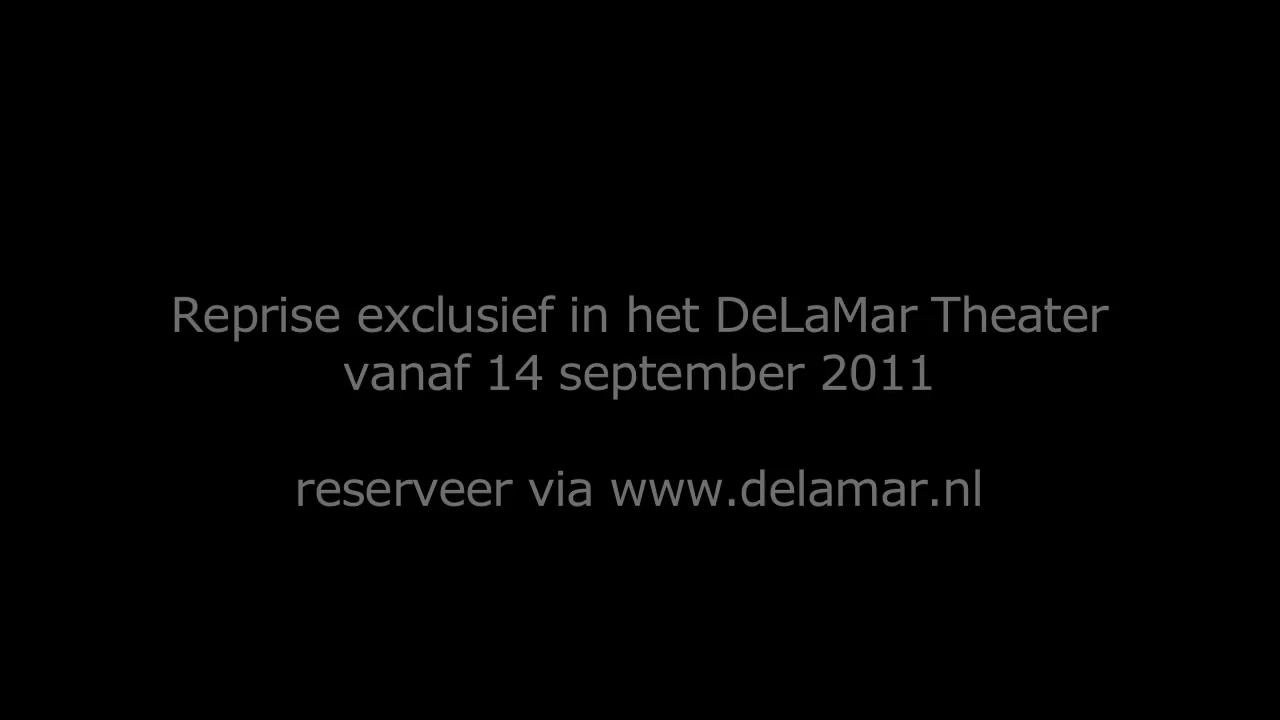 Reprise exclusief in het DeLaMar Theater
vanaf 14 september 2011
reserveer via www.delamar.nl